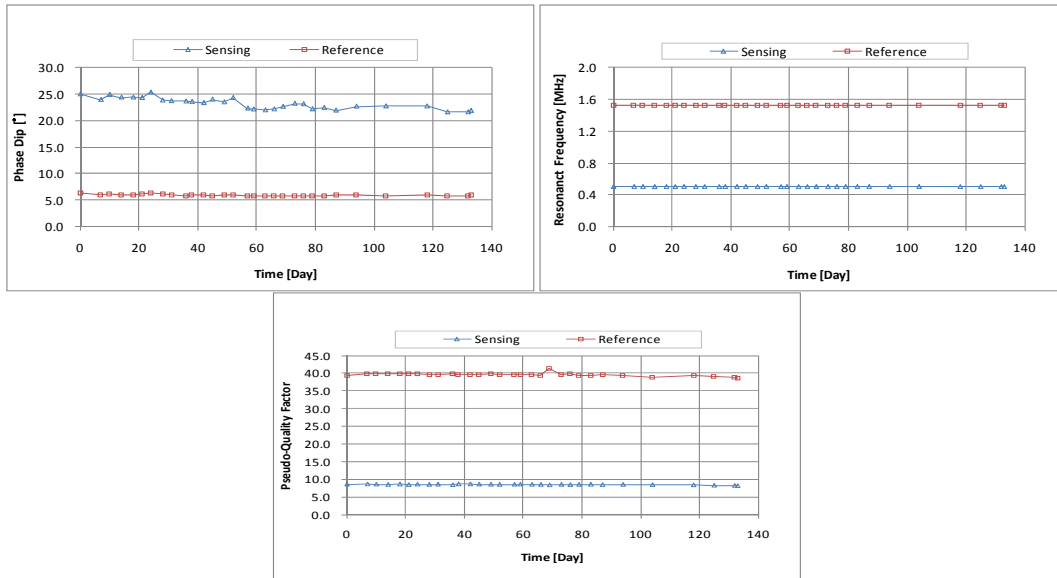 Sensing Reference
30.0
25.0
20.0
15.0
10.0
5.0
0.0
Phase Dip [°]
0 20 40 60 80 100 120 140
Time [Day]
Sensing Reference
2.0
1.6
1.2
0.8
0.4
0.0
Resonanct Frequency [MHz]
0 20 40 60 80 100 120 140
Time [Day]
Sensing Reference
45.0
40.0
35.0
30.0
25.0
20.0
15.0
10.0
5.0
0.0
Pseudo-Quality Factor
0 20 40 60 80 100 120 140
Time [Day]